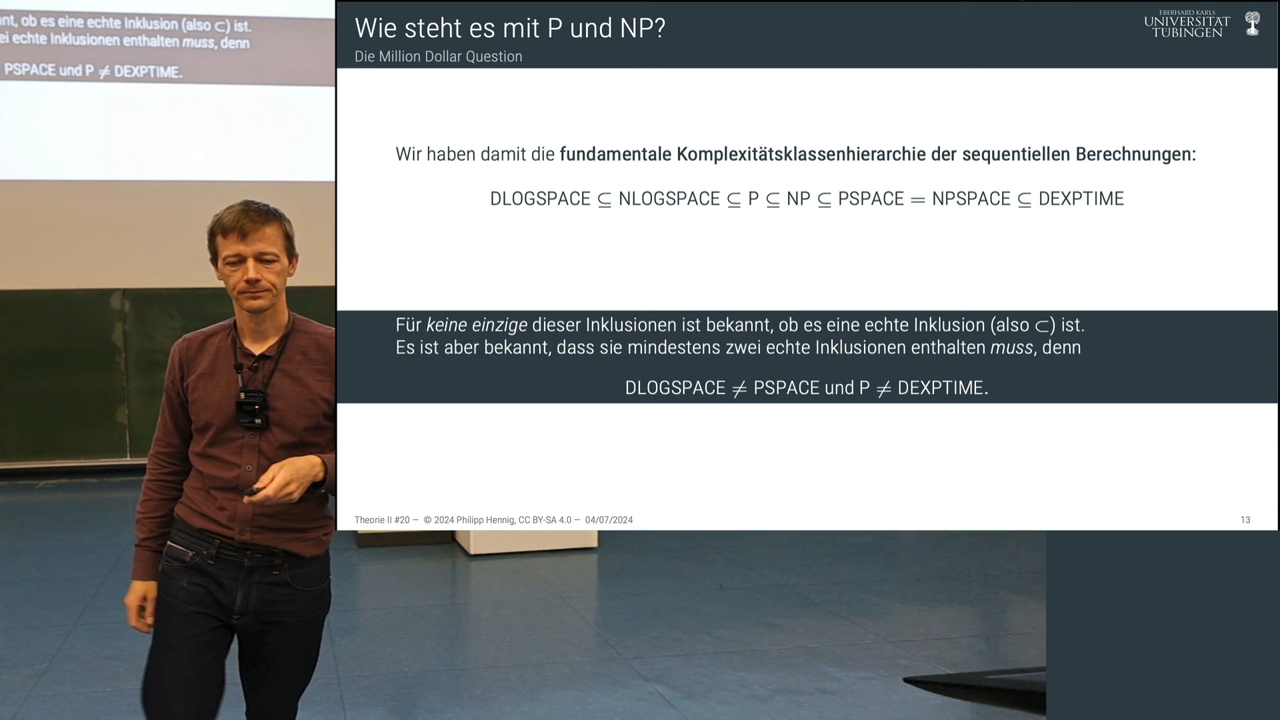 nt, ob es eine echte Inklusion (also ⊂) ist.
ei echte Inklusionen enthalten muss, denn
PSPACE und P ≠ DEXPTIME.
Wie steht es mit P und NP?
Die Million Dollar Question
EBERHARD KARLS
UNIVERSITÄT
TÜBINGEN
Wir haben damit die fundamentale Komplexitätsklassenhierarchie der sequentiellen Berechnungen:
DLOGSPACE ⊆ NLOGSPACE ⊆ P ⊆ NP ⊆ PSPACE = NPSPACE ⊆ DEXPTIME
Für keine einzige dieser Inklusionen ist bekannt, ob es eine echte Inklusion (also ⊂) ist.
Es ist aber bekannt, dass sie mindestens zwei echte Inklusionen enthalten muss, denn
DLOGSPACE ≠ PSPACE und P ≠ DEXPTIME.
Theorie II #20 — © 2024 Philipp Hennig, CC BY-SA 4.0 — 04/07/2024
13